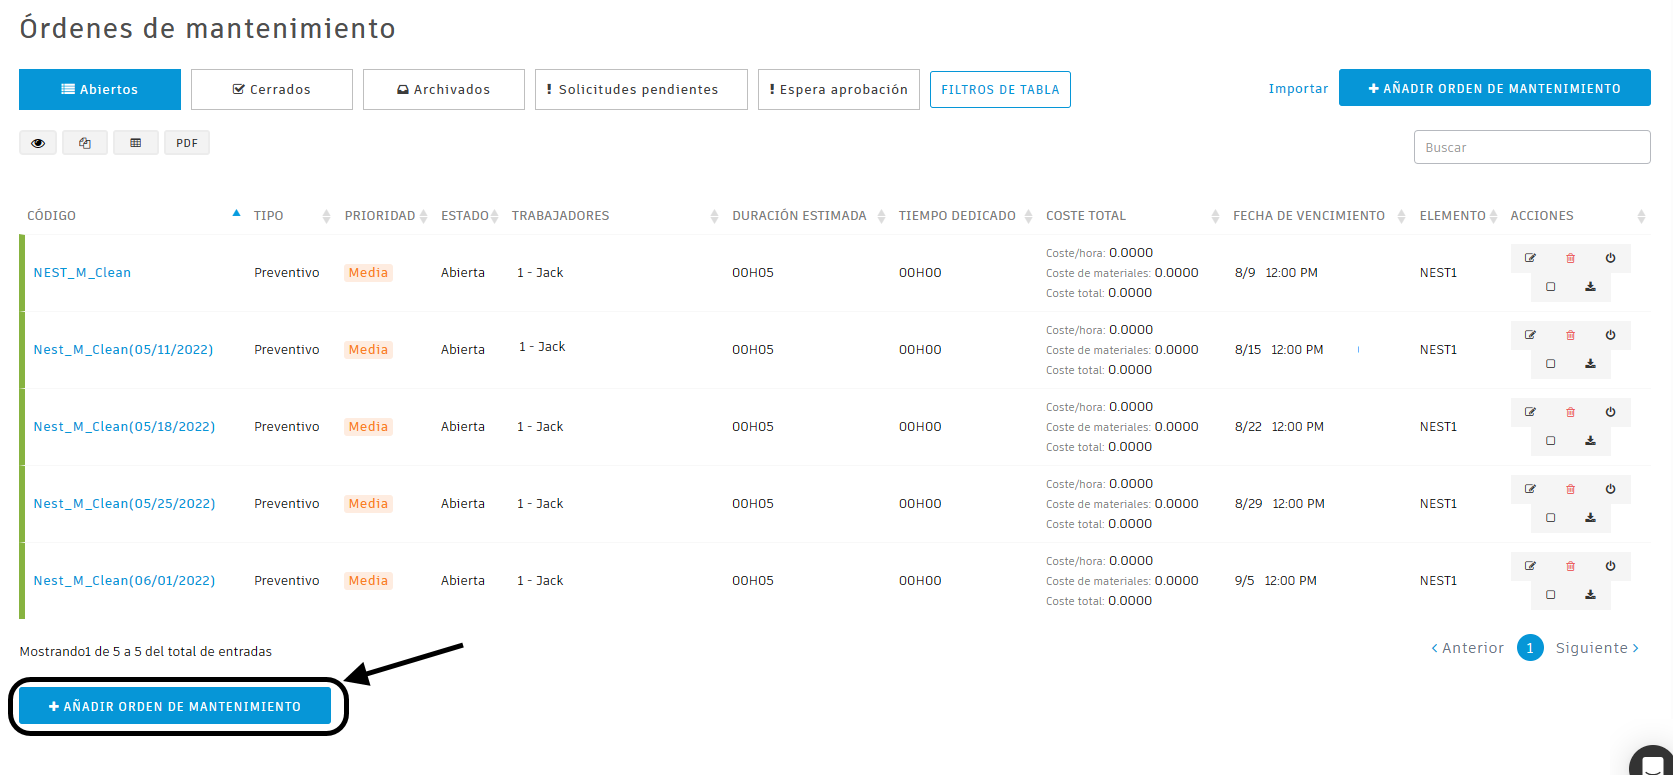 Órdenes de mantenimiento
Abiertos Cerrados Archivados ! Solicitudes pendientes ! Espera aprobación FILTROS DE TABLA Importar + AÑADIR ORDEN DE MANTENIMIENTO
PDF Buscar
CÓDIGO TIPO PRIORIDAD ESTADO TRABAJADORES DURACIÓN ESTIMADA TIEMPO DEDICADO COSTE TOTAL FECHA DE VENCIMIENTO ELEMENTO ACCIONES
Coste/hora: 0.0000
NEST_M_Clean Preventivo Media Abierta 1 - Jack 00H05 00H00 Coste de materiales: 0.0000 8/9 12:00 PM NEST1
Coste total: 0.0000
Coste/hora: 0.0000
Nest_M_Clean(05/11/2022) Preventivo Media Abierta 1 - Jack 00H05 00H00 Coste de materiales: 0.0000 8/15 12:00 PM NEST1
Coste total: 0.0000
Coste/hora: 0.0000
Nest_M_Clean(05/18/2022) Preventivo Media Abierta 1 - Jack 00H05 00H00 Coste de materiales: 0.0000 8/22 12:00 PM NEST1
Coste total: 0.0000
Coste/hora: 0.0000
Nest_M_Clean(05/25/2022) Preventivo Media Abierta 1 - Jack 00H05 00H00 Coste de materiales: 0.0000 8/29 12:00 PM NEST1
Coste total: 0.0000
Coste/hora: 0.0000
Nest_M_Clean(06/01/2022) Preventivo Media Abierta 1 - Jack 00H05 00H00 Coste de materiales: 0.0000 9/5 12:00 PM NEST1
Coste total: 0.0000
Mostrando1 de 5 a 5 del total de entradas ‹ Anterior 1 Siguiente ›
+ AÑADIR ORDEN DE MANTENIMIENTO